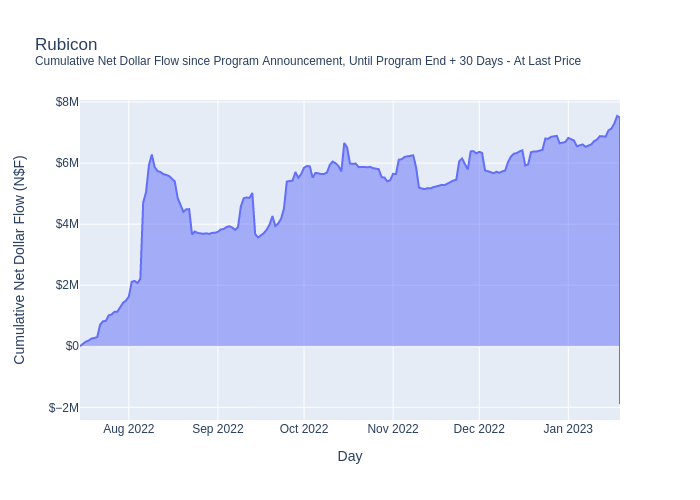 Rubicon
Cumulative Net Dollar Flow since Program Announcement, Until Program End + 30 Days - At Last Price
Cumulative Net Dollar Flow (N$F)
$8M
$6M
$4M
$2M
$0
$−2M
Aug 2022
Sep 2022
Oct 2022
Nov 2022
Dec 2022
Jan 2023
Day